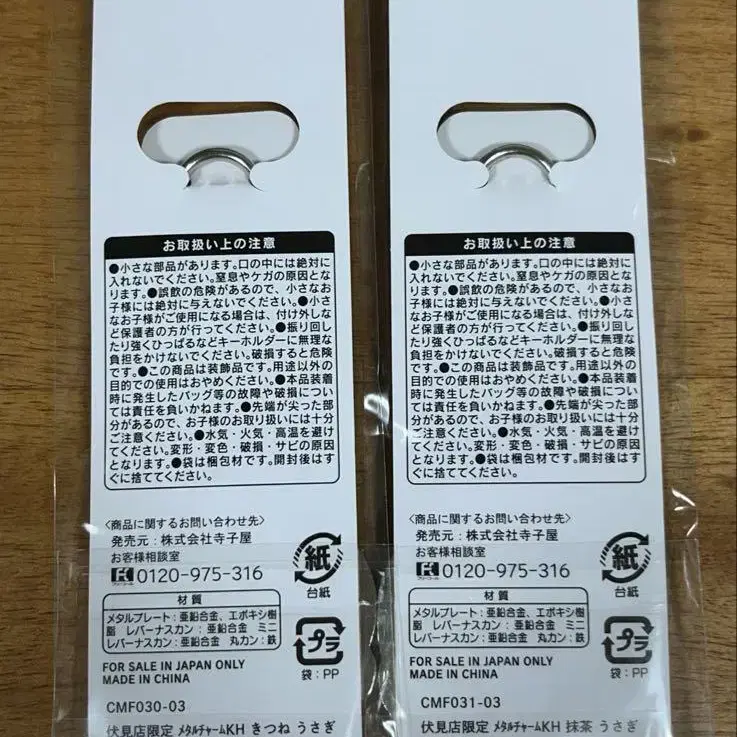 お取扱い上の注意
●小さな部品があります。口の中には絶対に
入れないでください。窒息やケガの原因とな
ります。●誤飲の危険があるので、小さなお
子様には絶対に与えないでください。●小さ
なお子様がご使用になる場合は、付け外しな
ど保護者の方が行ってください。●振り回し
たり強くひっぱるなどキーホルダーに無理な
負担をかけないでください。破損すると危険
です。●この商品は装飾品です。用途以外の
目的での使用はおやめください。●本品装着
時に発生したバッグ等の故障や破損につい
ては責任を負いかねます。●先端が尖った部
分があるので、お子様のお取り扱いには十分
ご注意ください。●水気・火気・高温を避け
てください。変形・変色・破損・サビの原因
となります。●袋は梱包材です。開封後はす
ぐに捨ててください。
〈商品に関するお問い合わせ先〉
発売元：株式会社寺子屋
お客様相談室
0120-975-316
紙
台紙
材質
メタルプレート：亜鉛合金、エポキシ樹
脂 レバーナスカン：亜鉛合金 ミニ
レバーナスカン：亜鉛合金 丸カン：鉄
プラ
袋：PP
FOR SALE IN JAPAN ONLY
MADE IN CHINA
CMF030-03
伏見店限定 メタルチャームKH きつね うさぎ
お取扱い上の注意
●小さな部品があります。口の中には絶対に
入れないでください。窒息やケガの原因とな
ります。●誤飲の危険があるので、小さなお
子様には絶対に与えないでください。●小さ
なお子様がご使用になる場合は、付け外しな
ど保護者の方が行ってください。●振り回し
たり強くひっぱるなどキーホルダーに無理な
負担をかけないでください。破損すると危険
です。●この商品は装飾品です。用途以外の
目的での使用はおやめください。●本品装着
時に発生したバッグ等の故障や破損につい
ては責任を負いかねます。●先端が尖った部
分があるので、お子様のお取り扱いには十分
ご注意ください。●水気・火気・高温を避け
てください。変形・変色・破損・サビの原因
となります。●袋は梱包材です。開封後はす
ぐに捨ててください。
〈商品に関するお問い合わせ先〉
発売元：株式会社寺子屋
お客様相談室
0120-975-316
紙
台紙
材質
メタルプレート：亜鉛合金、エポキシ樹
脂 レバーナスカン：亜鉛合金 ミニ
レバーナスカン：亜鉛合金 丸カン：鉄
プラ
袋：PP
FOR SALE IN JAPAN ONLY
MADE IN CHINA
CMF031-03
伏見店限定 メタルチャームKH 抹茶 うさぎ